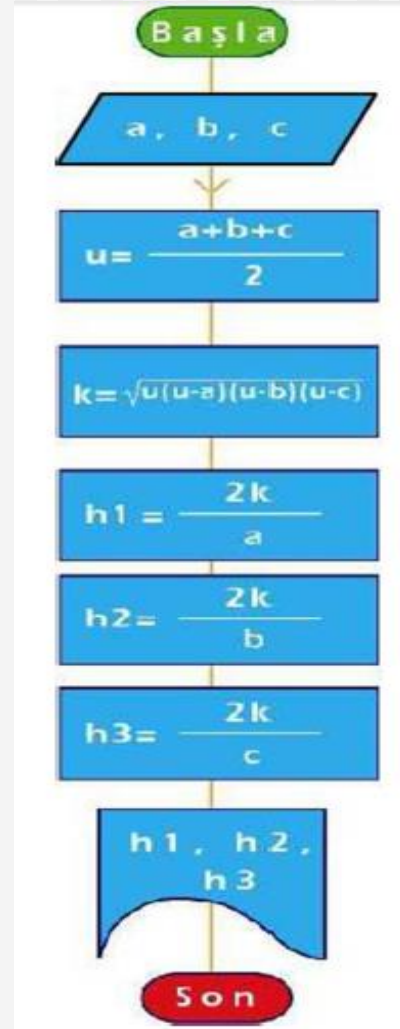 Başla
a, b, c
u= a+b+c / 2
k=√u(u-a)(u-b)(u-c)
h1 = 2k / a
h2= 2k / b
h3= 2k / c
h1, h2,
h3
Son